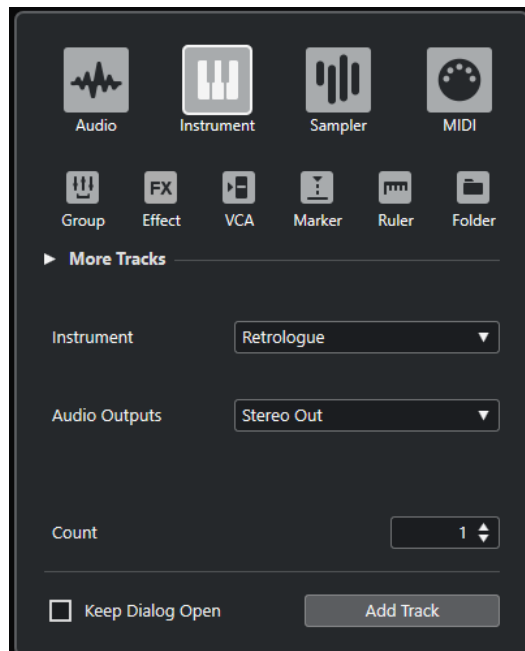 Audio Instrument Sampler MIDI
FX
Group Effect VCA Marker Ruler Folder
More Tracks
Instrument Retrologue
Audio Outputs Stereo Out
Count 1
Keep Dialog Open Add Track